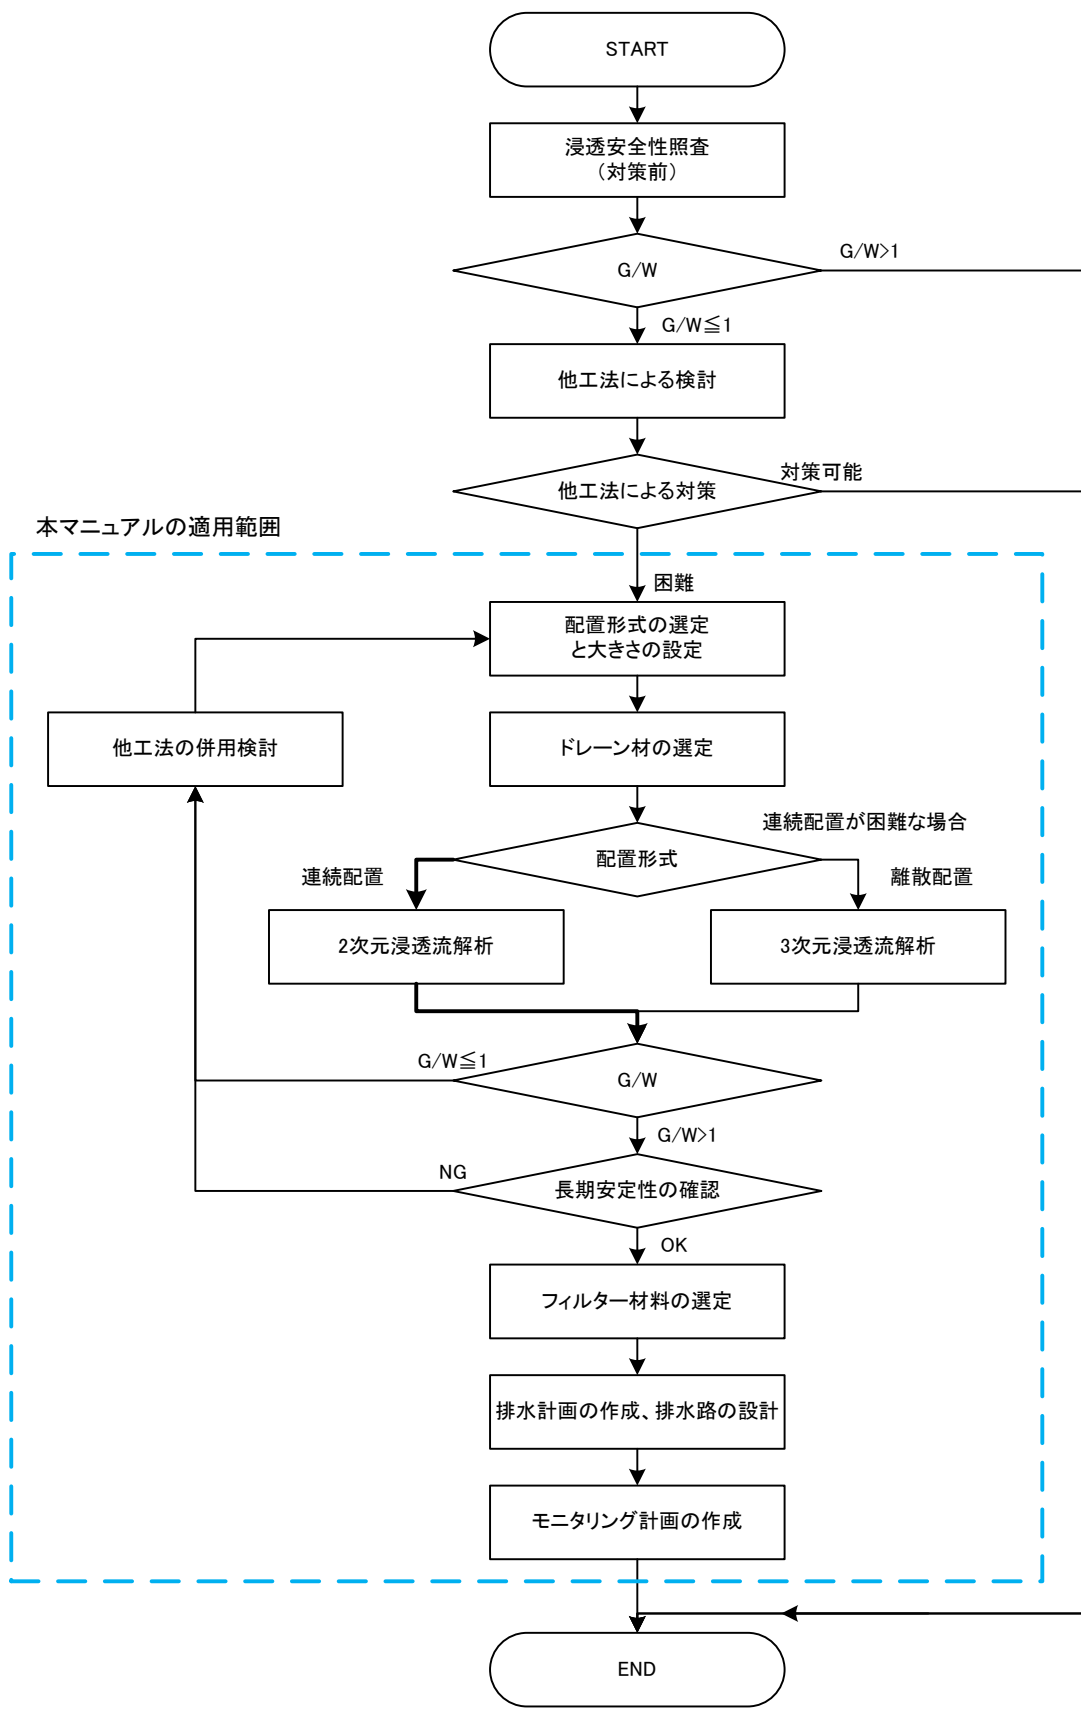 START
浸透安全性照査
（対策前）
G/W
G/W>1
G/W≦1
他工法による検討
他工法による対策
対策可能
本マニュアルの適用範囲
困難
配置形式の選定
と大きさの設定
他工法の併用検討
ドレーン材の選定
連続配置が困難な場合
配置形式
連続配置
離散配置
2次元浸透流解析
3次元浸透流解析
G/W≦1
G/W
G/W>1
NG
長期安定性の確認
OK
フィルター材料の選定
排水計画の作成、排水路の設計
モニタリング計画の作成
END